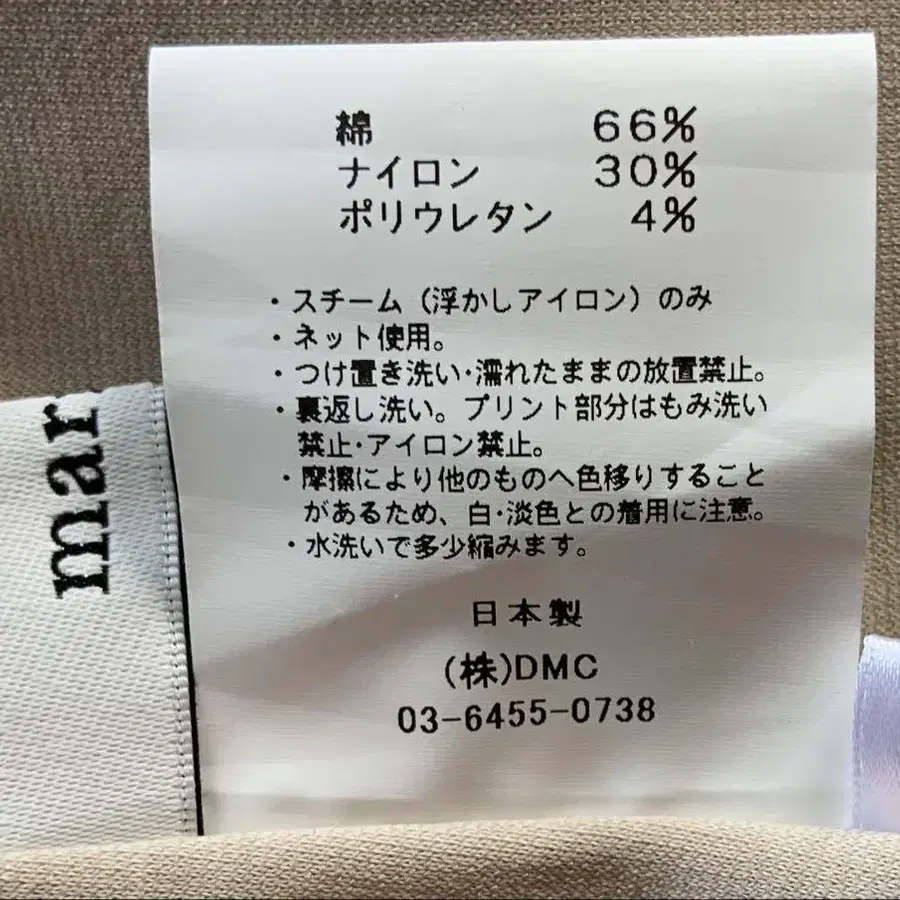 綿 66%
ナイロン 30%
ポリウレタン 4%
・スチーム(浮かしアイロン)のみ
・ネット使用。
・つけ置き洗い・濡れたままの放置禁止。
・裏返し洗い。プリント部分はもみ洗い
禁止・アイロン禁止。
・摩擦により他のものへ色移りすること
があるため、白・淡色との着用に注意。
・水洗いで多少縮みます。
日本製
(株)DMC
03-6455-0738
mar